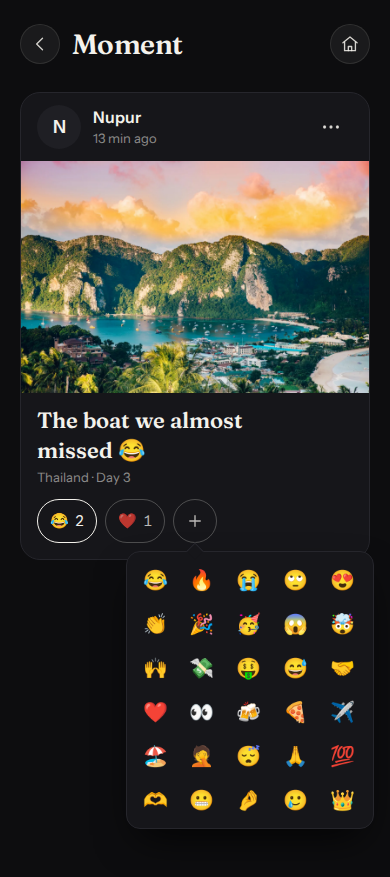 Moment
N
Nupur
13 min ago
The boat we almost
missed 😂
Thailand · Day 3
😂 2
❤️ 1
+
😂 🔥 😭 🙄 😍
👏 🎉 🥳 😱 🤯
🙌 💸 🤑 😅 🤝
❤️ 👀 🍻 🍕 ✈️
🏖️ 🤦 😴 🙏 💯
🫶 😬 🤌 🥲 👑